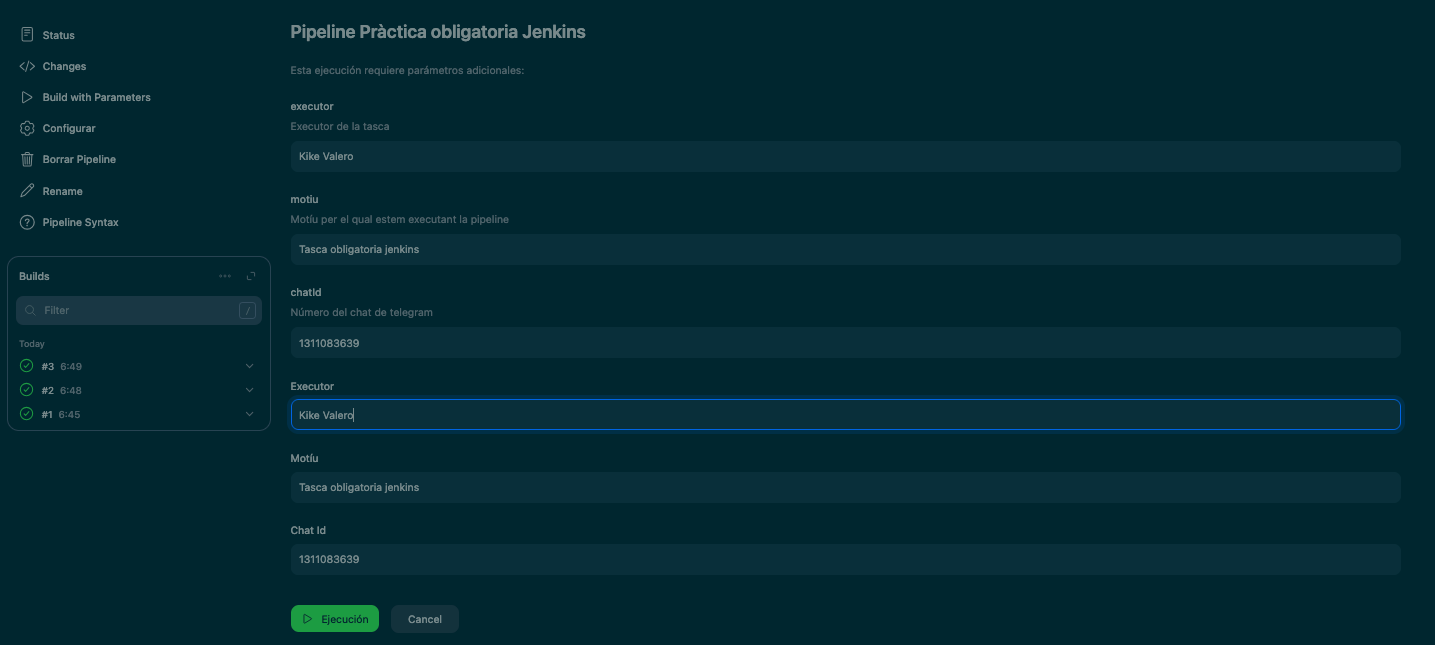 Status
Changes
Build with Parameters
Configurar
Borrar Pipeline
Rename
Pipeline Syntax
Builds
Filter
/
Today
#3 6:49
#2 6:48
#1 6:45
Pipeline Pràctica obligatoria Jenkins
Esta ejecución requiere parámetros adicionales:
executor
Executor de la tasca
Kike Valero
motiu
Motíu per el qual estem executant la pipeline
Tasca obligatoria jenkins
chatId
Número del chat de telegram
1311083639
Executor
Kike Valero
Motíu
Tasca obligatoria jenkins
Chat Id
1311083639
Ejecución
Cancel